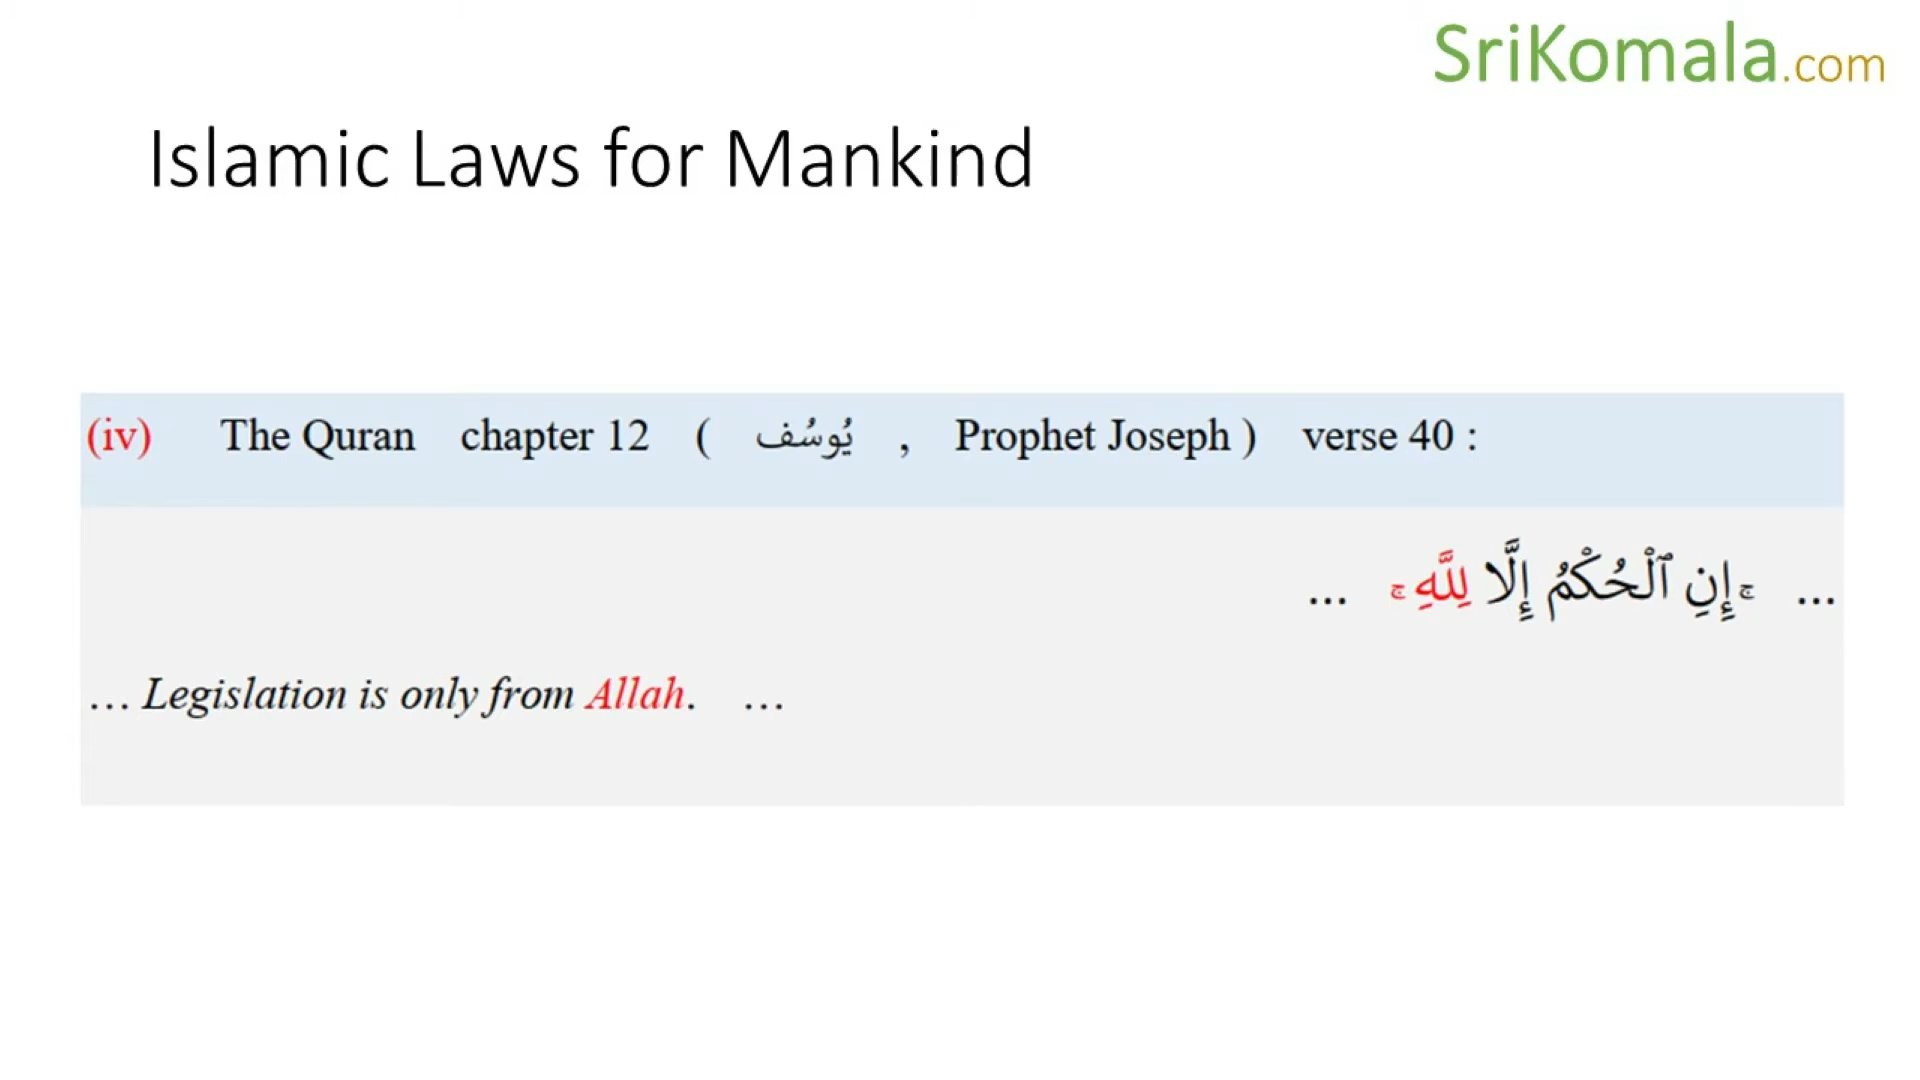 SriKomala.com
Islamic Laws for Mankind
(iv) The Quran chapter 12 ( يُوسُف , Prophet Joseph ) verse 40 :
... ۚ إِنِ ٱلْحُكْمُ إِلَّا لِلَّهِ ۚ ...
... Legislation is only from Allah. ...